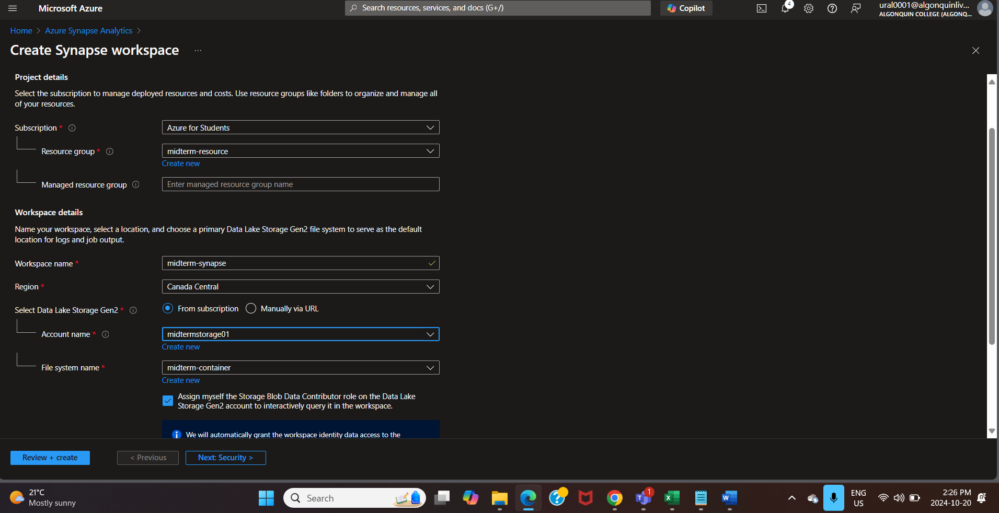 Microsoft Azure
Search resources, services, and docs (G+/)
Copilot
4
ural0001@algonquinliv...
ALGONQUIN COLLEGE (ALGONQ...
Home > Azure Synapse Analytics >
Create Synapse workspace ...
Project details
Select the subscription to manage deployed resources and costs. Use resource groups like folders to organize and manage all
of your resources.
Subscription *
Azure for Students
Resource group *
midterm-resource
Create new
Managed resource group
Enter managed resource group name
Workspace details
Name your workspace, select a location, and choose a primary Data Lake Storage Gen2 file system to serve as the default
location for logs and job output.
Workspace name *
midterm-synapse
Region *
Canada Central
Select Data Lake Storage Gen2 *
From subscription
Manually via URL
Account name *
midtermstorage01
Create new
File system name *
midterm-container
Create new
Assign myself the Storage Blob Data Contributor role on the Data Lake
Storage Gen2 account to interactively query it in the workspace.
We will automatically grant the workspace identity data access to the
Review + create
< Previous
Next: Security >
21°C
Mostly sunny
Search
1
ENG
US
2:26 PM
2024-10-20